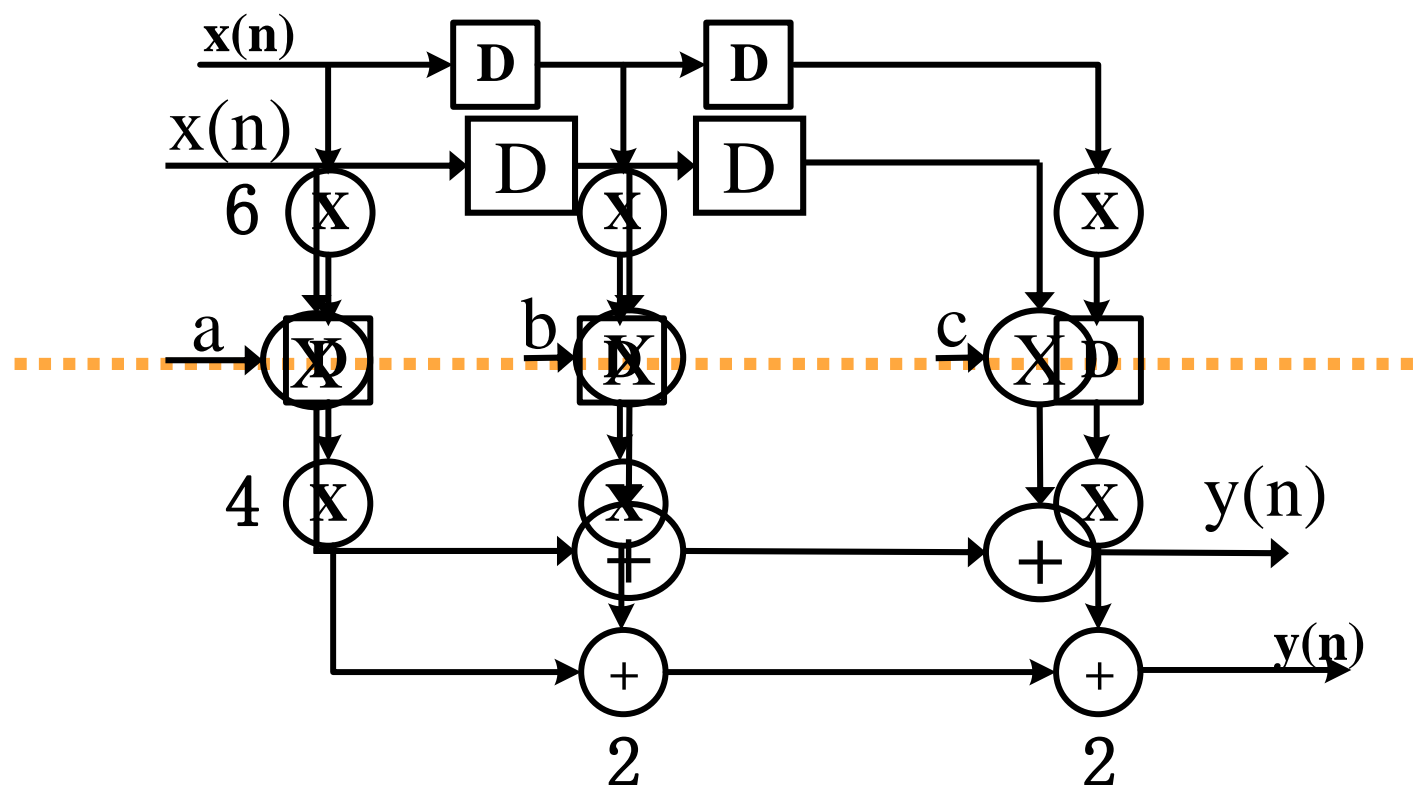 x(n) D D
x(n) D D
6 X X X
a X D b X D c X D
4 X X X y(n)
+ +
y(n)
+ +
2 2